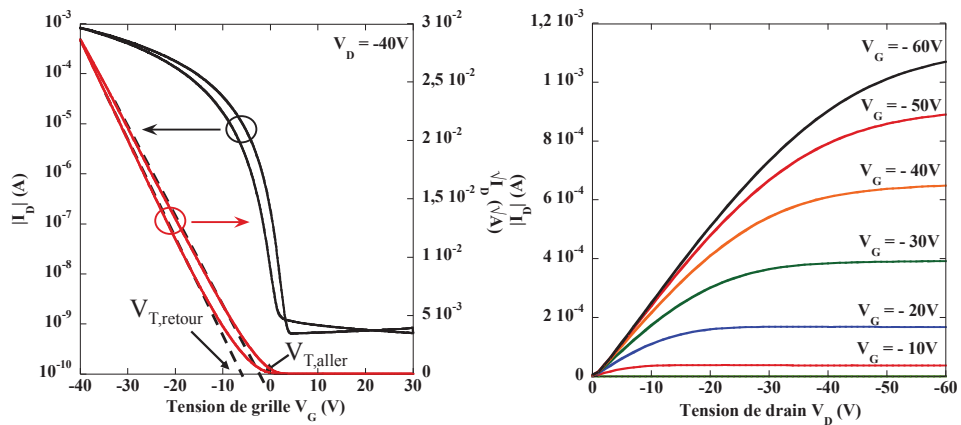 10⁻³
10⁻⁴
10⁻⁵
10⁻⁶
10⁻⁷
10⁻⁸
10⁻⁹
10⁻¹⁰
|I_D| (A)
V_D = -40V
V_T,retour
V_T,aller
3 10⁻²
2,5 10⁻²
2 10⁻²
1,5 10⁻²
1 10⁻²
5 10⁻³
0
√I_D (√A)
-40 -30 -20 -10 0 10 20 30
Tension de grille V_G (V)
1,2 10⁻³
1 10⁻³
8 10⁻⁴
6 10⁻⁴
4 10⁻⁴
2 10⁻⁴
0
|I_D| (A)
V_G = - 60V
V_G = - 50V
V_G = - 40V
V_G = - 30V
V_G = - 20V
V_G = - 10V
0 -10 -20 -30 -40 -50 -60
Tension de drain V_D (V)